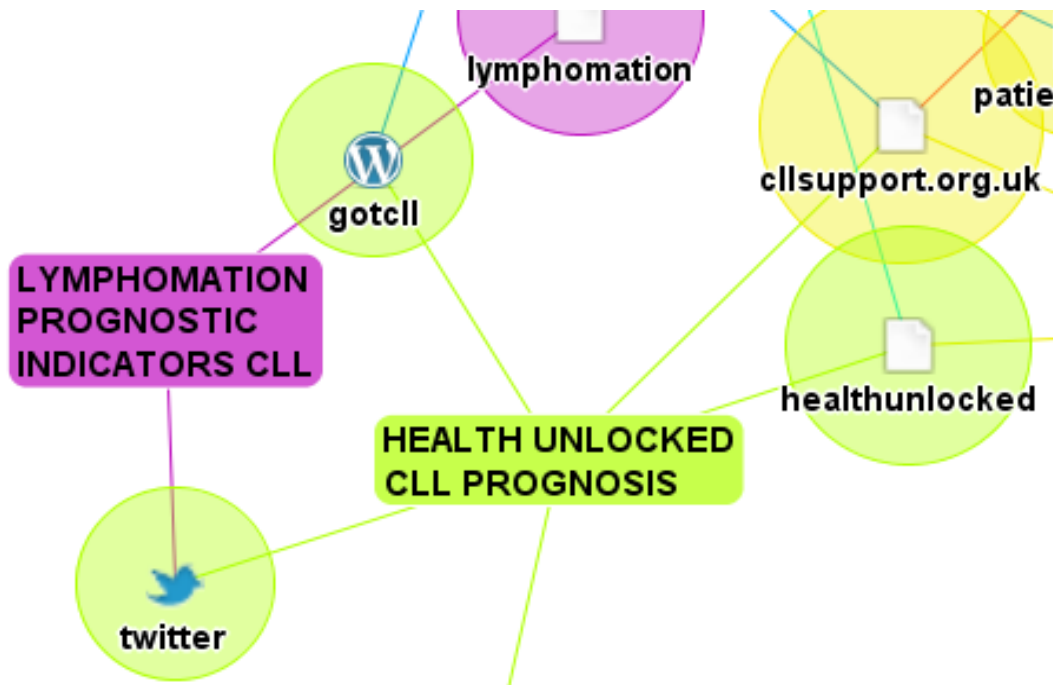 lymphomation
patie
cllsupport.org.uk
gotcll
LYMPHOMATION
PROGNOSTIC
INDICATORS CLL
healthunlocked
HEALTH UNLOCKED
CLL PROGNOSIS
twitter